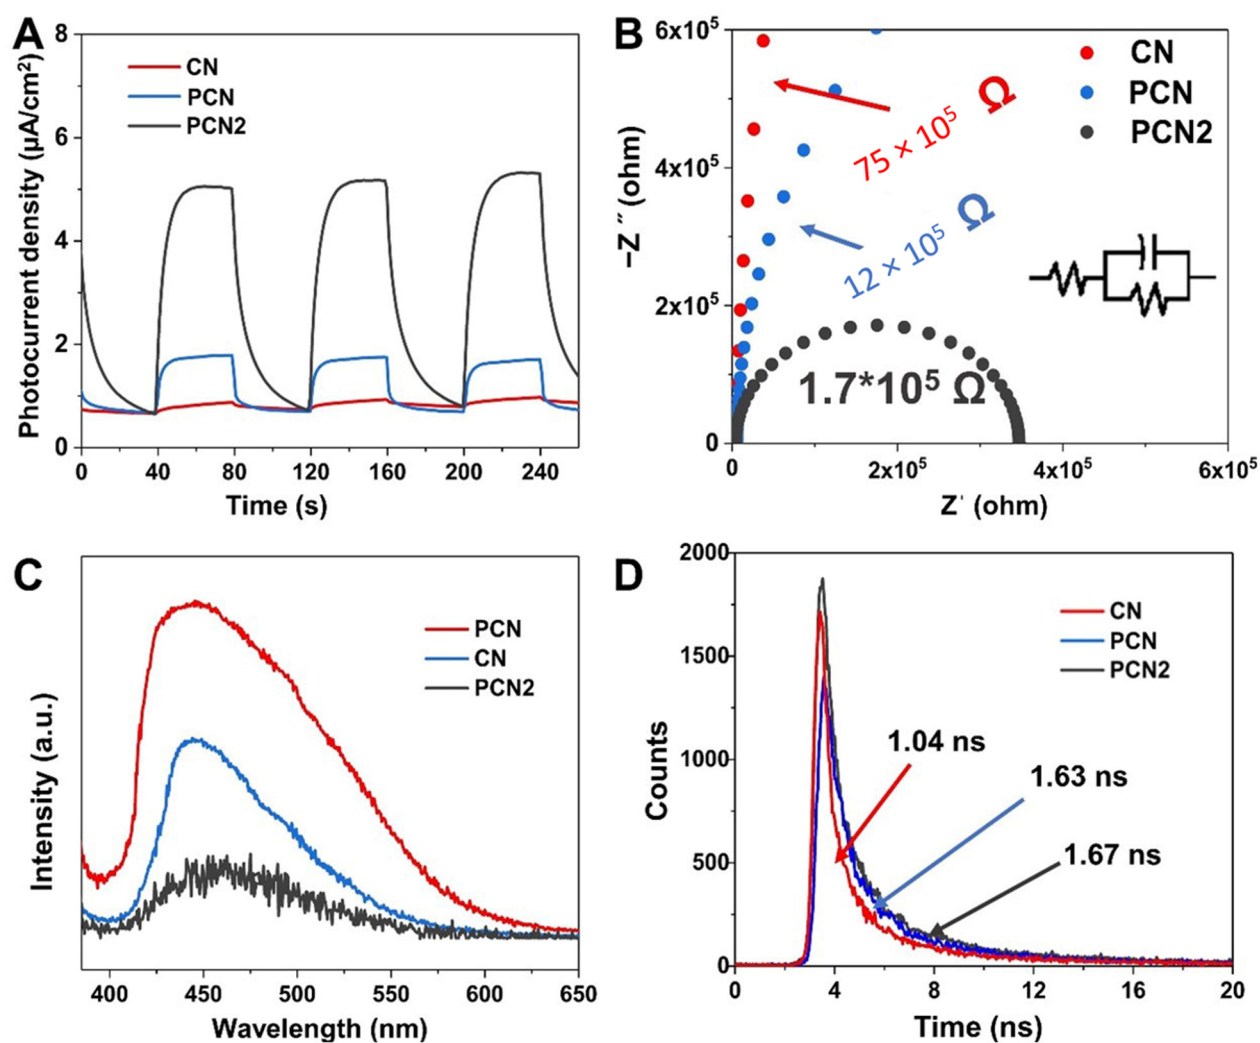 A
8
6
4
2
0
Photocurrent density (µA/cm²)
CN
PCN
PCN2
0 40 80 120 160 200 240
Time (s)
B
6x10⁵
4x10⁵
2x10⁵
0
−Z ″ (ohm)
CN
PCN
PCN2
75 × 10⁵ Ω
12 × 10⁵ Ω
1.7*10⁵ Ω
0 2x10⁵ 4x10⁵ 6x10⁵
Z′ (ohm)
C
Intensity (a.u.)
PCN
CN
PCN2
400 450 500 550 600 650
Wavelength (nm)
D
2000
1500
1000
500
0
Counts
CN
PCN
PCN2
1.04 ns
1.63 ns
1.67 ns
0 4 8 12 16 20
Time (ns)